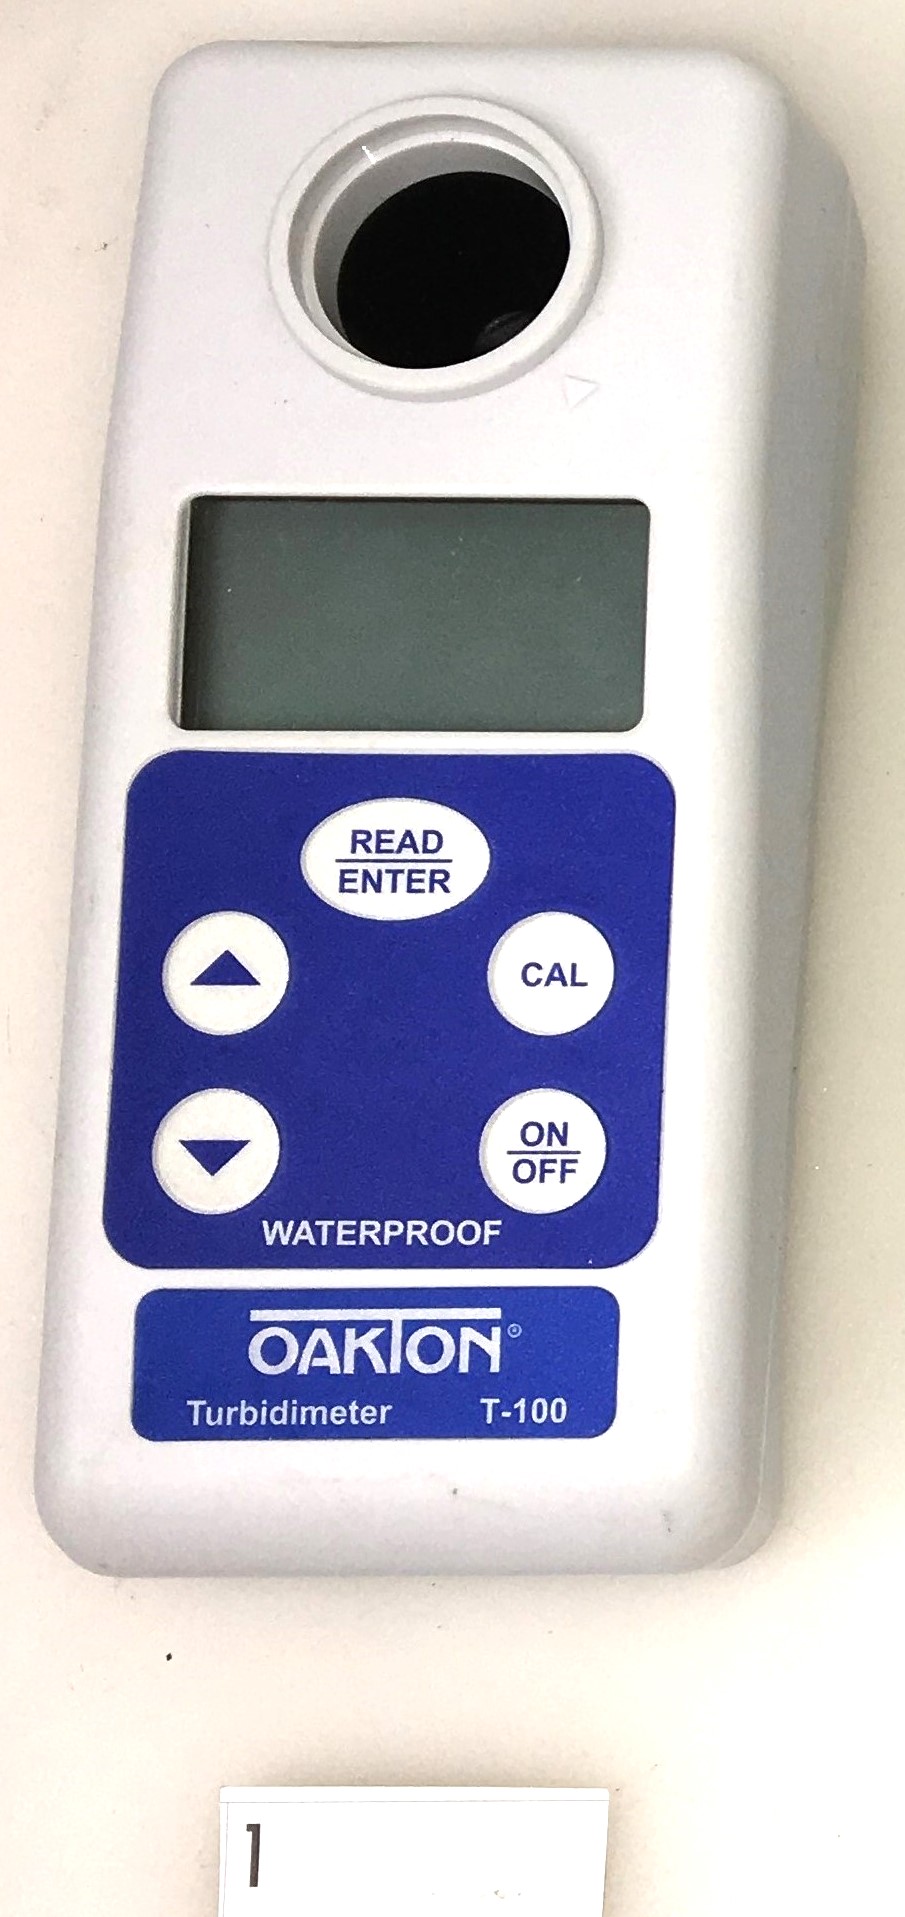 READ
ENTER
CAL
ON
OFF
WATERPROOF
OAKTON®
Turbidimeter T-100
1